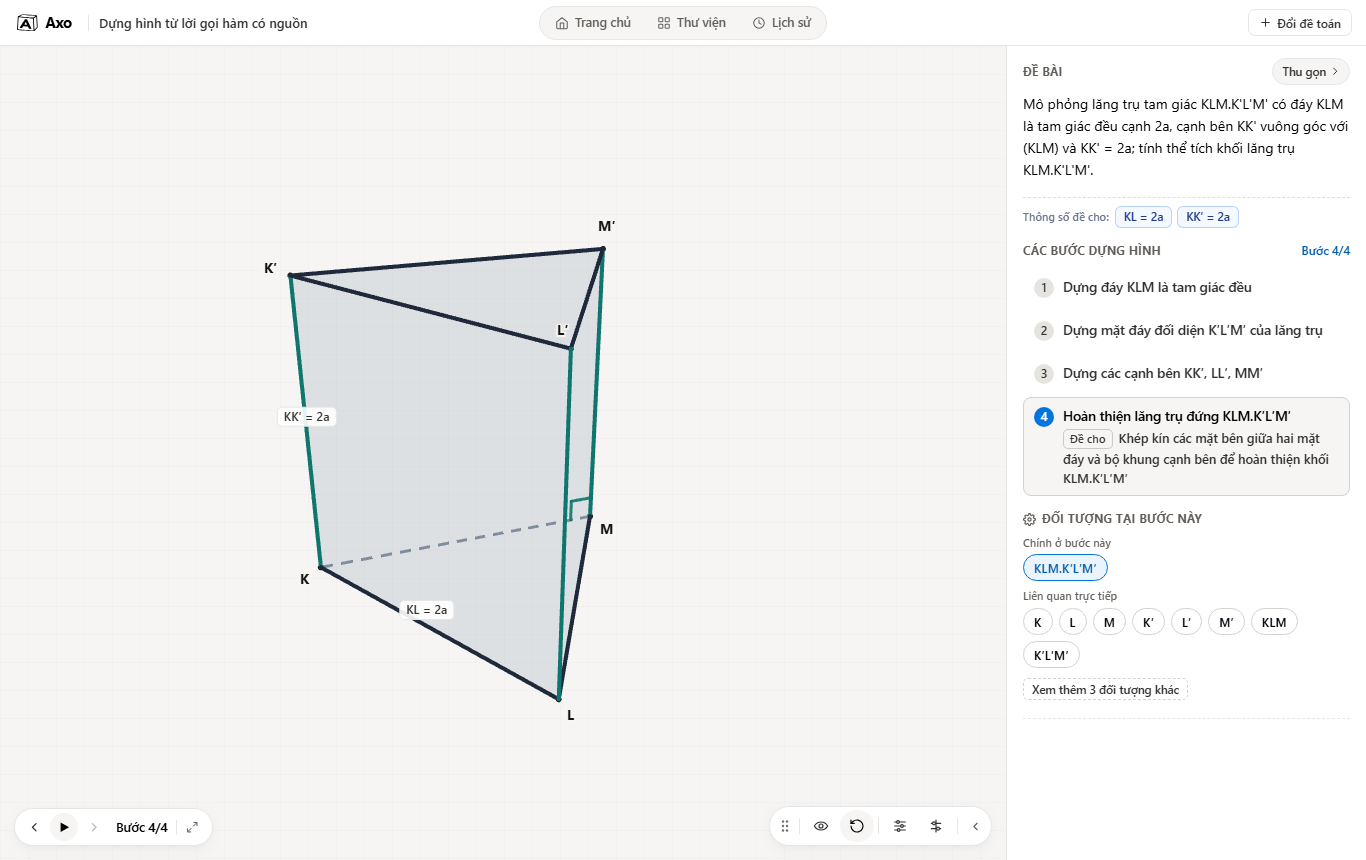 Axo
Dựng hình từ lời gọi hàm có nguồn
Trang chủ
Thư viện
Lịch sử
Đổi đề toán
M′
K′
L′
KK′ = 2a
M
K
KL = 2a
L
Bước 4/4
ĐỀ BÀI
Thu gọn
Mô phỏng lăng trụ tam giác KLM.K'L'M' có đáy KLM
là tam giác đều cạnh 2a, cạnh bên KK' vuông góc với
(KLM) và KK' = 2a; tính thể tích khối lăng trụ
KLM.K'L'M'.
Thông số đề cho: KL = 2a KK′ = 2a
CÁC BƯỚC DỰNG HÌNH
Bước 4/4
1 Dựng đáy KLM là tam giác đều
2 Dựng mặt đáy đối diện K′L′M′ của lăng trụ
3 Dựng các cạnh bên KK′, LL′, MM′
4 Hoàn thiện lăng trụ đứng KLM.K′L′M′
Đề cho Khép kín các mặt bên giữa hai mặt
đáy và bộ khung cạnh bên để hoàn thiện khối
KLM.K′L′M′
ĐỐI TƯỢNG TẠI BƯỚC NÀY
Chính ở bước này
KLM.K′L′M′
Liên quan trực tiếp
K L M K′ L′ M′ KLM
K′L′M′
Xem thêm 3 đối tượng khác